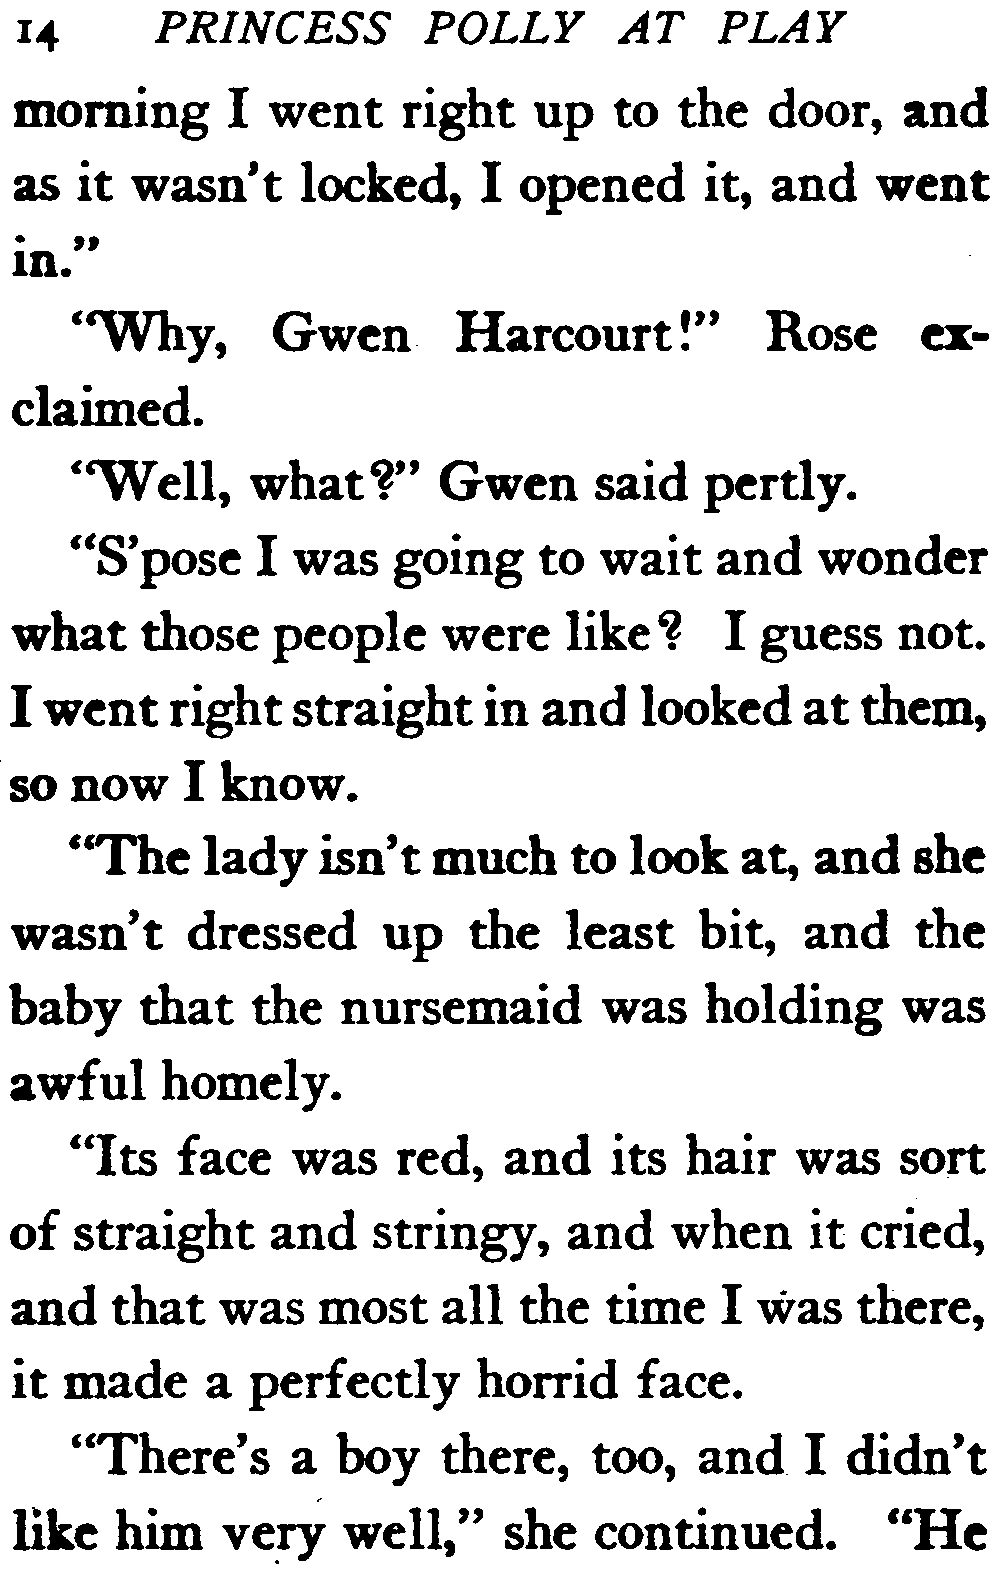 14 PRINCESS POLLY AT PLAY
morning I went right up to the door, and
as it wasn't locked, I opened it, and went
in."
"Why, Gwen Harcourt!" Rose ex-
claimed.
"Well, what?" Gwen said pertly.
"S'pose I was going to wait and wonder
what those people were like? I guess not.
I went right straight in and looked at them,
so now I know.
"The lady isn't much to look at, and she
wasn't dressed up the least bit, and the
baby that the nursemaid was holding was
awful homely.
"Its face was red, and its hair was sort
of straight and stringy, and when it cried,
and that was most all the time I was there,
it made a perfectly horrid face.
"There's a boy there, too, and I didn't
like him very well," she continued. "He